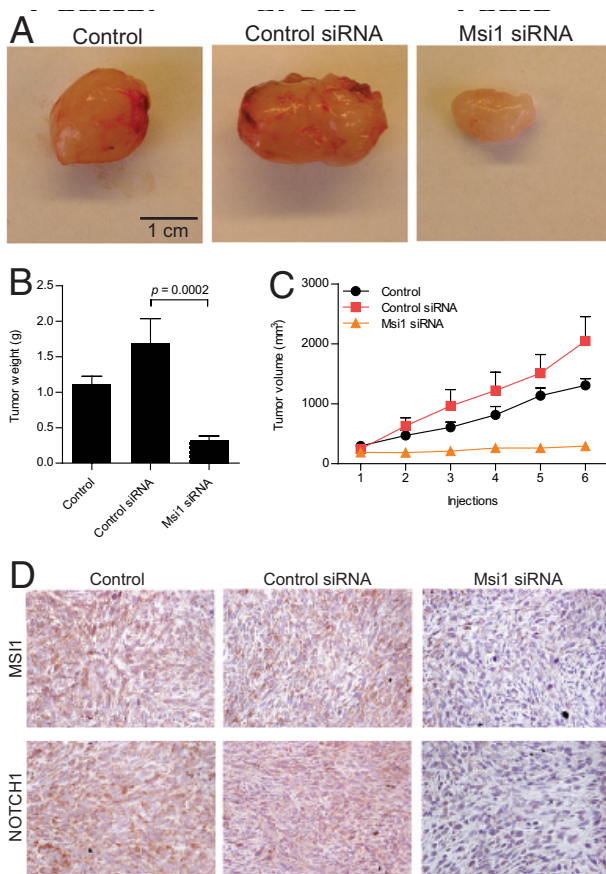 A
Control
Control siRNA
Msi1 siRNA
1 cm
B
p = 0.0002
Tumor weight (g)
2.5
2.0
1.5
1.0
0.5
0.0
Control
Control siRNA
Msi1 siRNA
C
Control
Control siRNA
Msi1 siRNA
Tumor volume (mm³)
3000
2000
1000
0
1 2 3 4 5 6
Injections
D
Control
Control siRNA
Msi1 siRNA
MSI1
NOTCH1